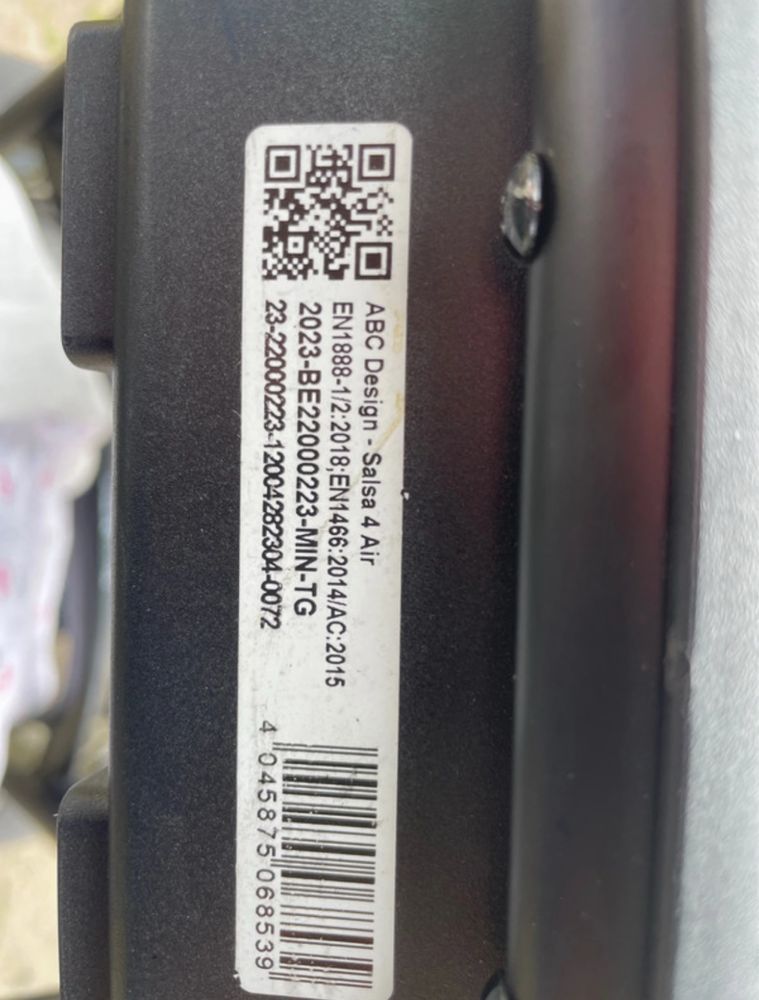 ABC Design - Salsa 4 Air
EN1888-1/2:2018;EN1466:2014/AC:2015
2023-BE22000223-MIN-TG
23-22000223-12004282304-0072
4 045875 068539